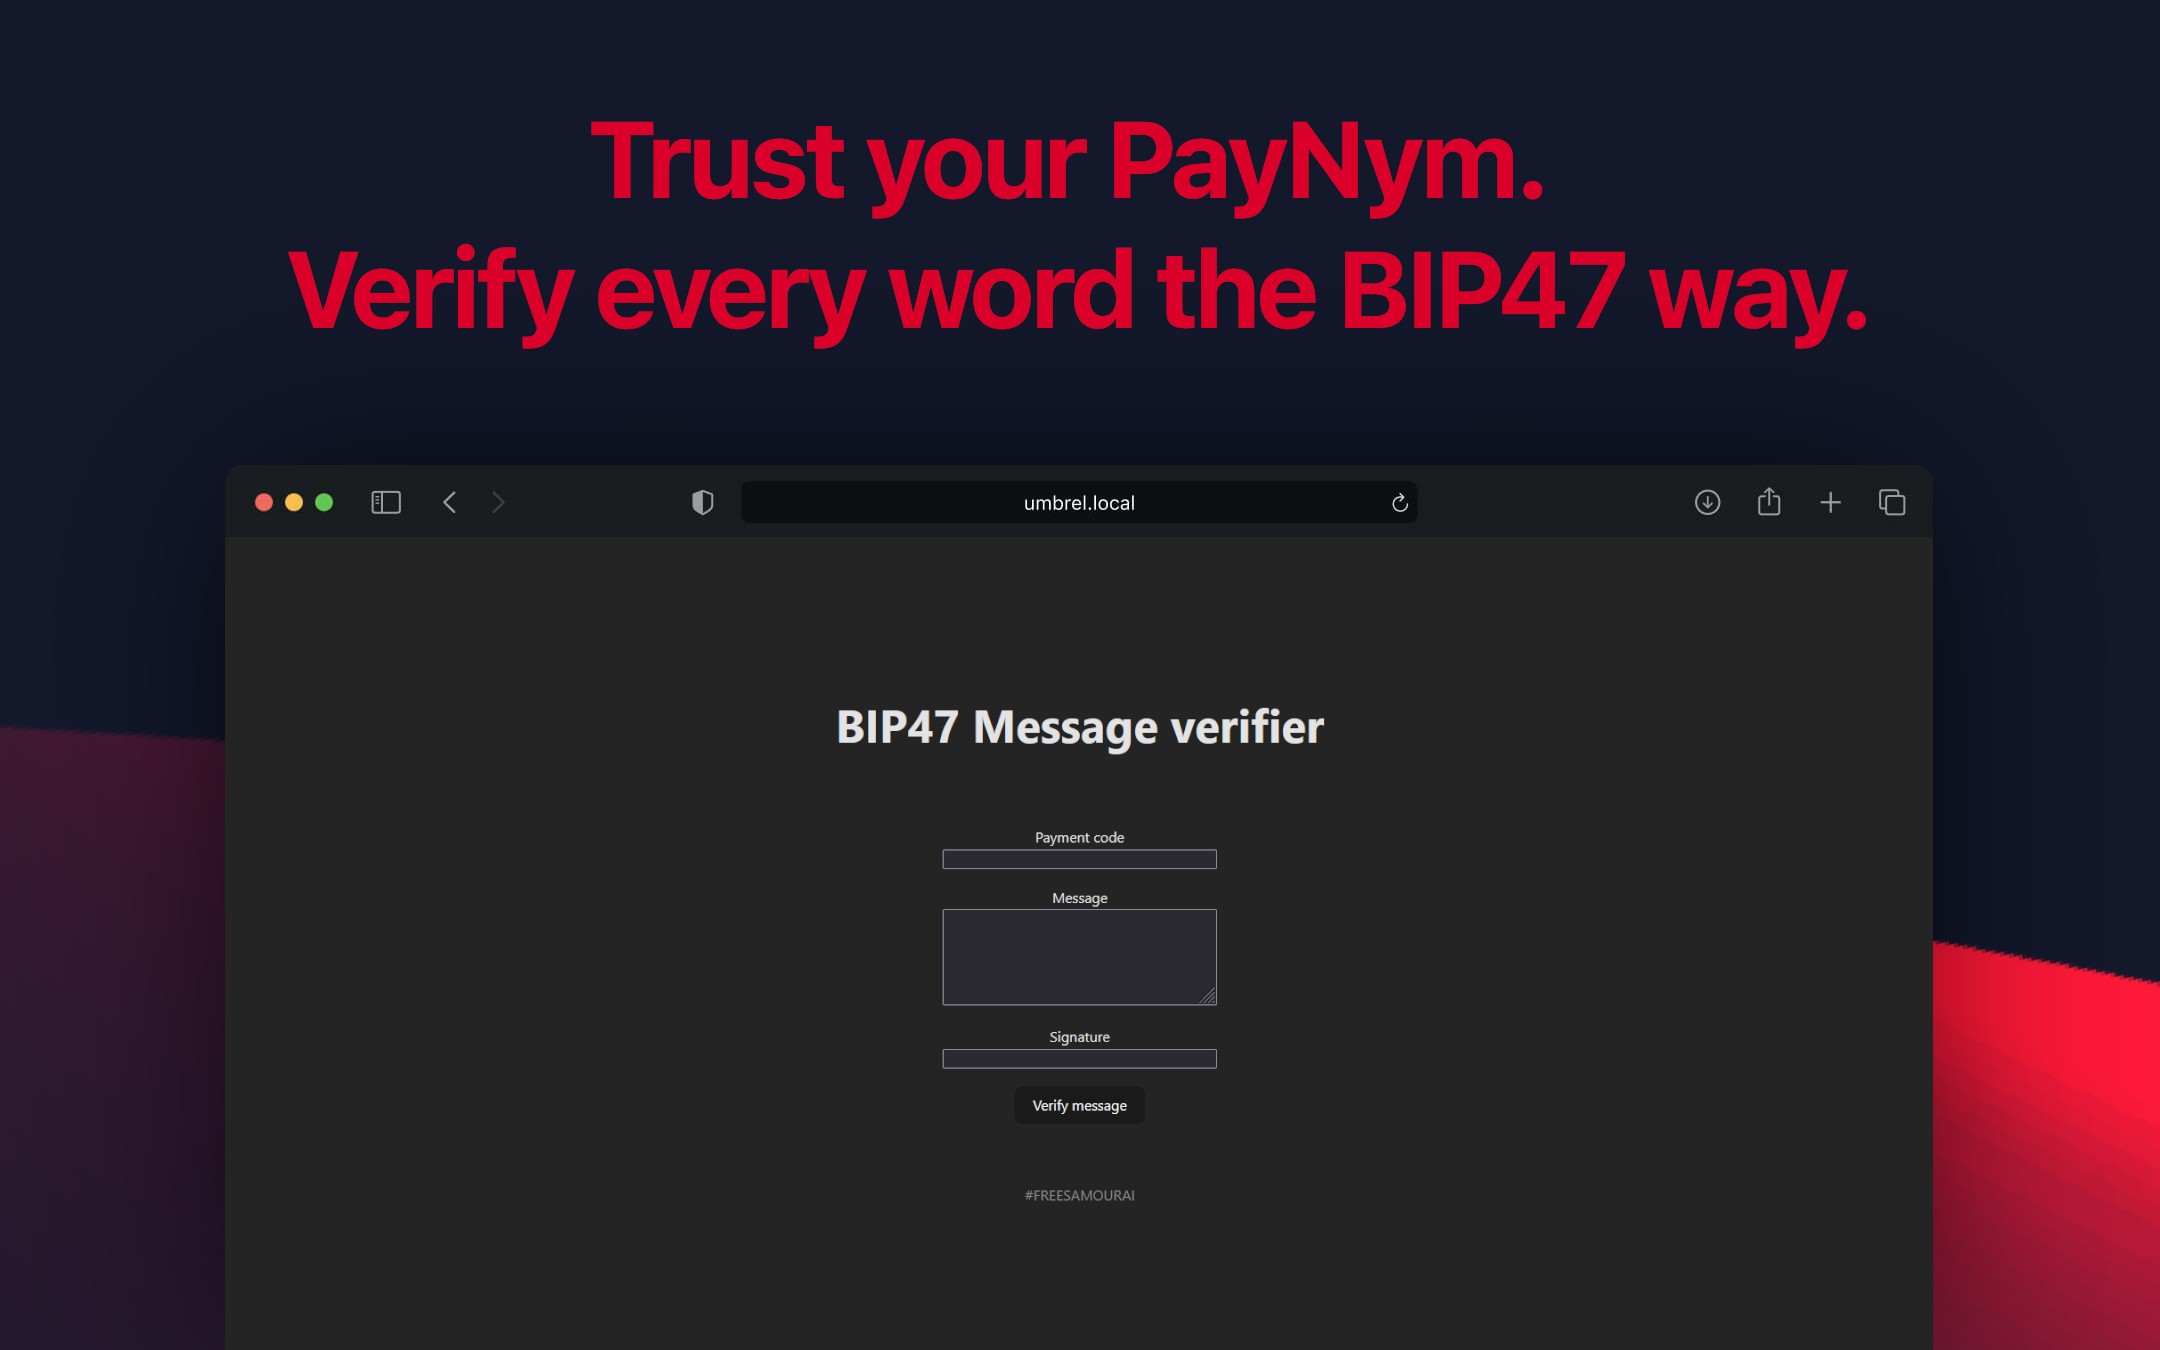 Trust your PayNym.
Verify every word the BIP47 way.
umbrel.local
BIP47 Message verifier
Payment code
Message
Signature
Verify message
#FREESAMOURAI